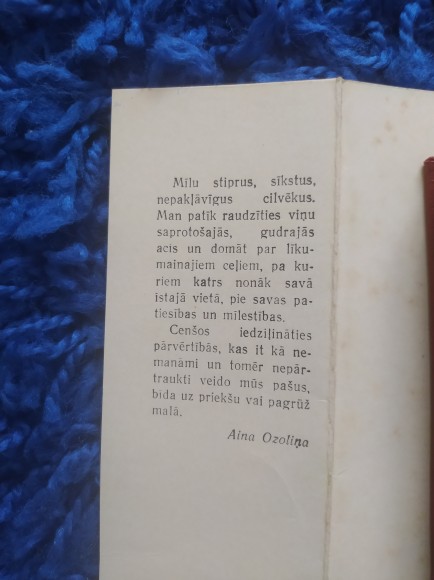 Mīlu stiprus, sīkstus,
nepakļāvīgus cilvēkus.
Man patīk raudzīties viņu
saprotošajās, gudrajās
acīs un domāt par līku-
mainajiem ceļiem, pa ku-
riem katrs nonāk savā
īstajā vietā, pie savas pa-
tiesības un mīlestības.
Cenšos iedziļināties
pārvērtībās, kas it kā ne-
manāmi un tomēr nepār-
traukti veido mūs pašus,
bīda uz priekšu vai pagrūž
malā.
Aina Ozoliņa